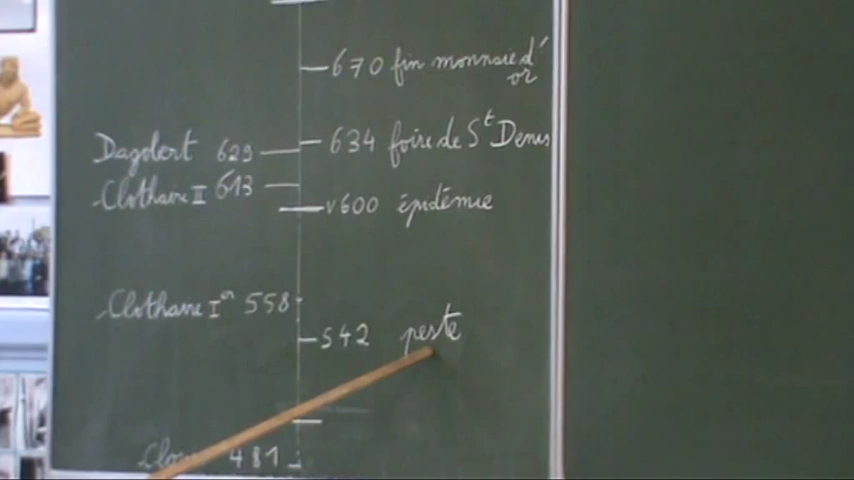 670 fin monnaie d'
or
634 foire de St Denis
Dagobert 629
Clothaire II 613
v600 épidémie
Clothaire Ier 558
542 peste
481